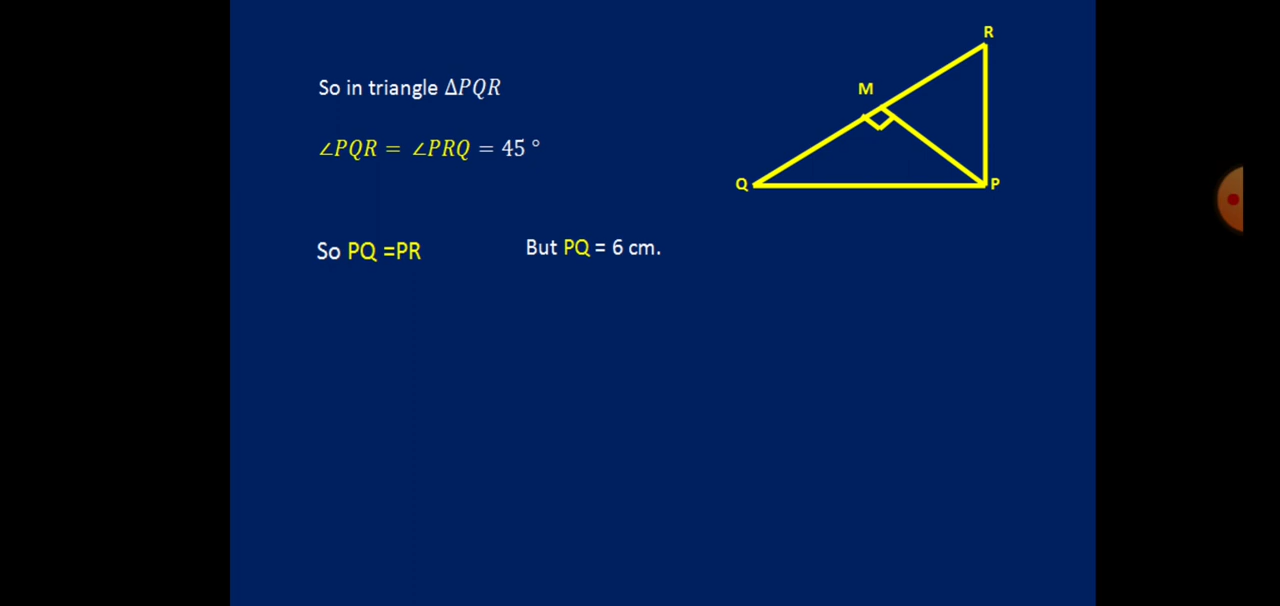 So in triangle Δ𝑃𝑄𝑅
∠𝑃𝑄𝑅 = ∠𝑃𝑅𝑄 = 45 °
So PQ =PR
But PQ = 6 cm.
R
M
Q
P